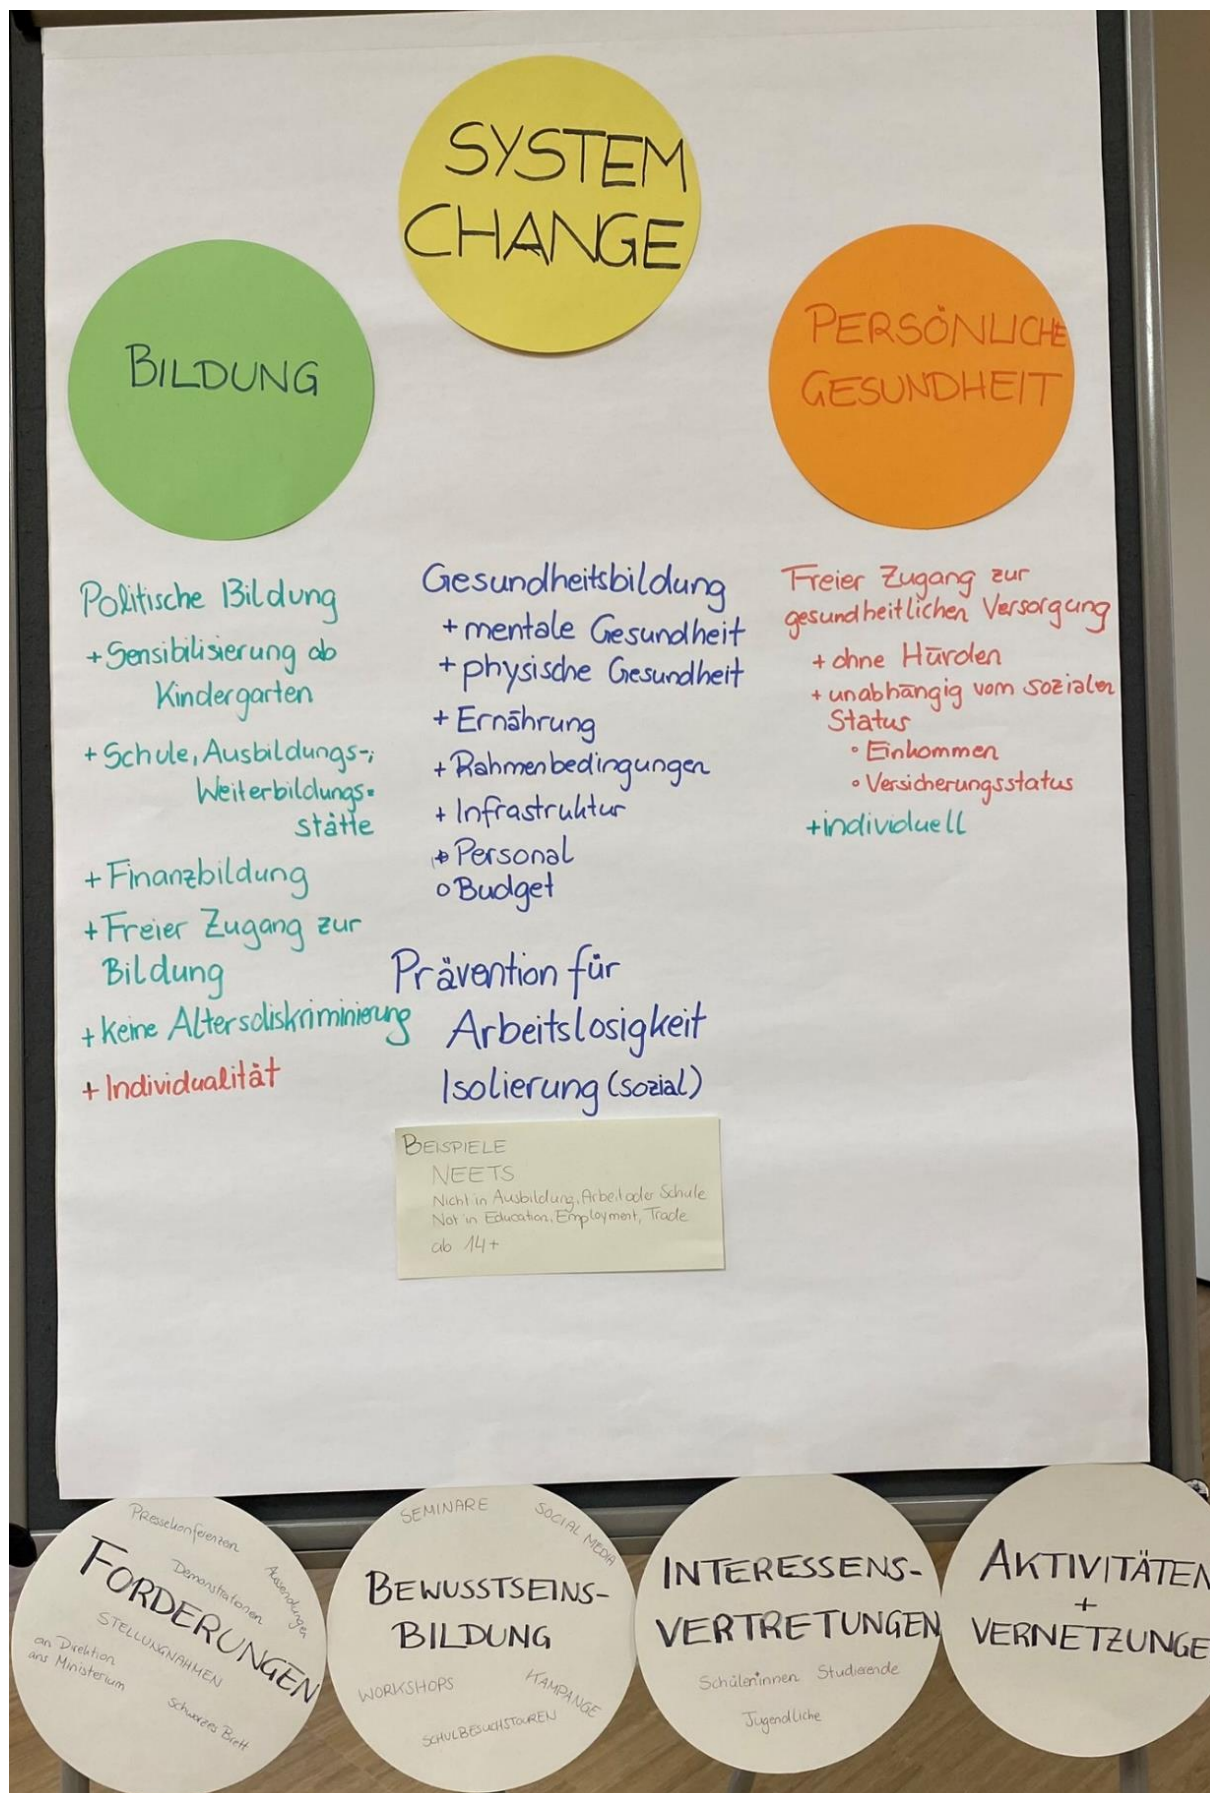 SYSTEM
CHANGE
BILDUNG
PERSÖNLICHE
GESUNDHEIT
Politische Bildung
+ Sensibilisierung ab
Kindergarten
+ Schule, Ausbildungs-,
Weiterbildungs-
stätte
+ Finanzbildung
+ Freier Zugang zur
Bildung
+ Keine Altersdiskriminierung
+ Individualität
Gesundheitsbildung
+ mentale Gesundheit
+ physische Gesundheit
+ Ernährung
+ Rahmenbedingungen
+ Infrastruktur
+ Personal
o Budget
Prävention für
Arbeitslosigkeit
Isolierung (sozial)
BEISPIELE
NEETS
Nicht in Ausbildung, Arbeit oder Schule
Not in Education, Employment, Trade
ab 14+
Freier Zugang zur
gesundheitlichen Versorgung
+ ohne Hürden
+ unabhängig vom sozialen
Status
° Einkommen
° Versicherungsstatus
+ individuell
Pressekonferenzen
Aussendungen
Demonstrationen
FORDERUNGEN
STELLUNGNAHMEN
an Direktion
ans Ministerium
Schwarzes Brett
SEMINARE
SOCIAL MEDIA
BEWUSSTSEINS-
BILDUNG
WORKSHOPS
KAMPANGE
SCHULBESUCHSTOUREN
INTERESSENS-
VERTRETUNGEN
Schüler*innen Studierende
Jugendliche
AKTIVITÄTEN
+
VERNETZUNGE